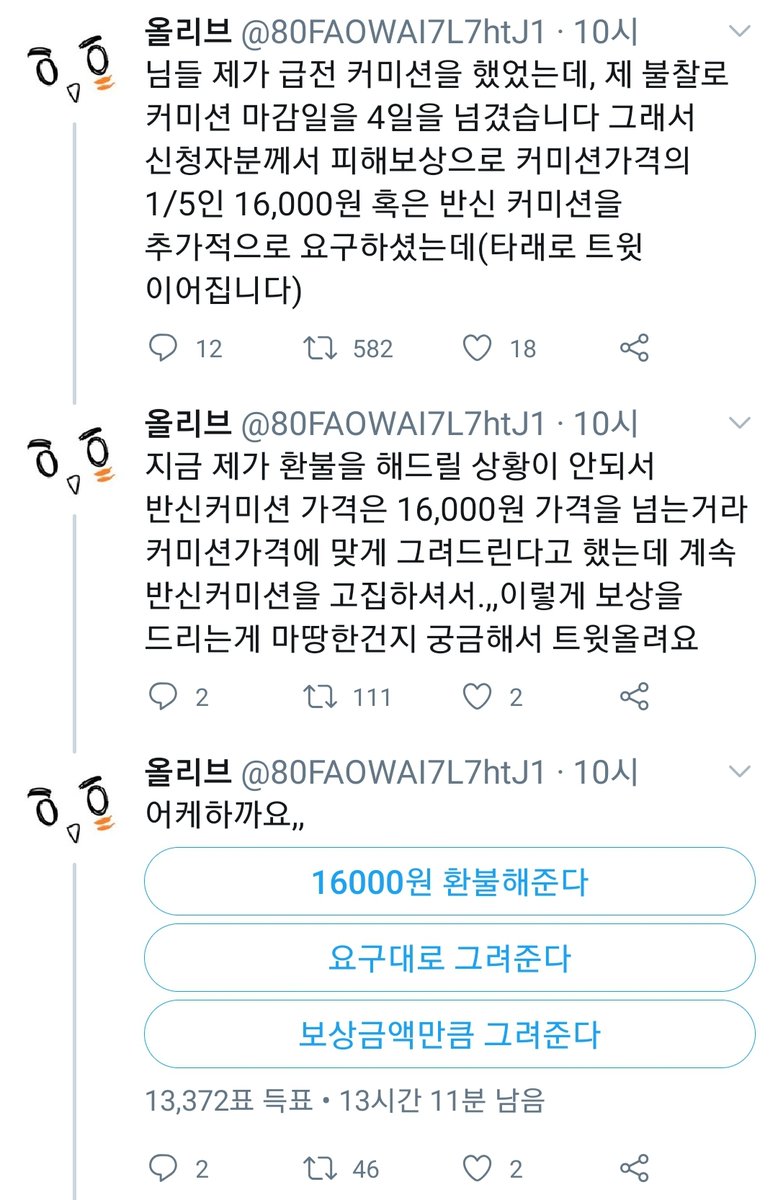 올리브 @80FAOWAI7L7htJ1 · 10시
님들 제가 급전 커미션을 했었는데, 제 불찰로
커미션 마감일을 4일을 넘겼습니다 그래서
신청자분께서 피해보상으로 커미션가격의
1/5인 16,000원 혹은 반신 커미션을
추가적으로 요구하셨는데(타래로 트윗
이어집니다)
12 582 18
올리브 @80FAOWAI7L7htJ1 · 10시
지금 제가 환불을 해드릴 상황이 안되서
반신커미션 가격은 16,000원 가격을 넘는거라
커미션가격에 맞게 그려드린다고 했는데 계속
반신커미션을 고집하셔서.,,이렇게 보상을
드리는게 마땅한건지 궁금해서 트윗올려요
2 111 2
올리브 @80FAOWAI7L7htJ1 · 10시
어케하까요,,
16000원 환불해준다
요구대로 그려준다
보상금액만큼 그려준다
13,372표 득표 • 13시간 11분 남음
2 46 2